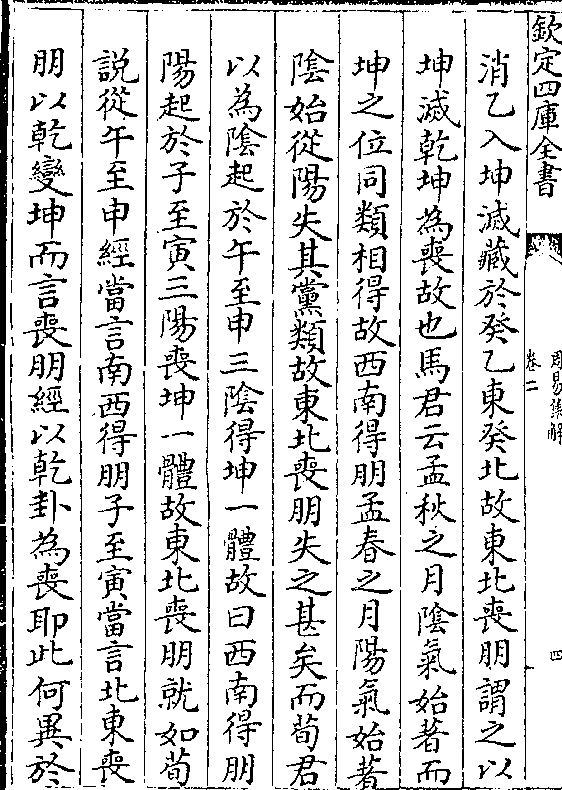 欽定四庫全書
周易集解
卷二
四
消乙入坤滅藏於癸乙東癸北故東北喪朋謂之以
坤滅乾坤為喪故也馬君云孟秋之月陰氣始著而
坤之位同類相得故西南得朋孟春之月陽氣始著
陰始從陽失其黨類故東北喪朋失之甚矣而荀君
以為陰起於午至申三陰得坤一體故曰西南得朋
陽起於子至寅三陽喪坤一體故東北喪朋就如荀
說從午至申經當言南西得朋子至寅當言北東喪
朋以乾變坤而言喪朋經以乾卦為喪耶此何異於